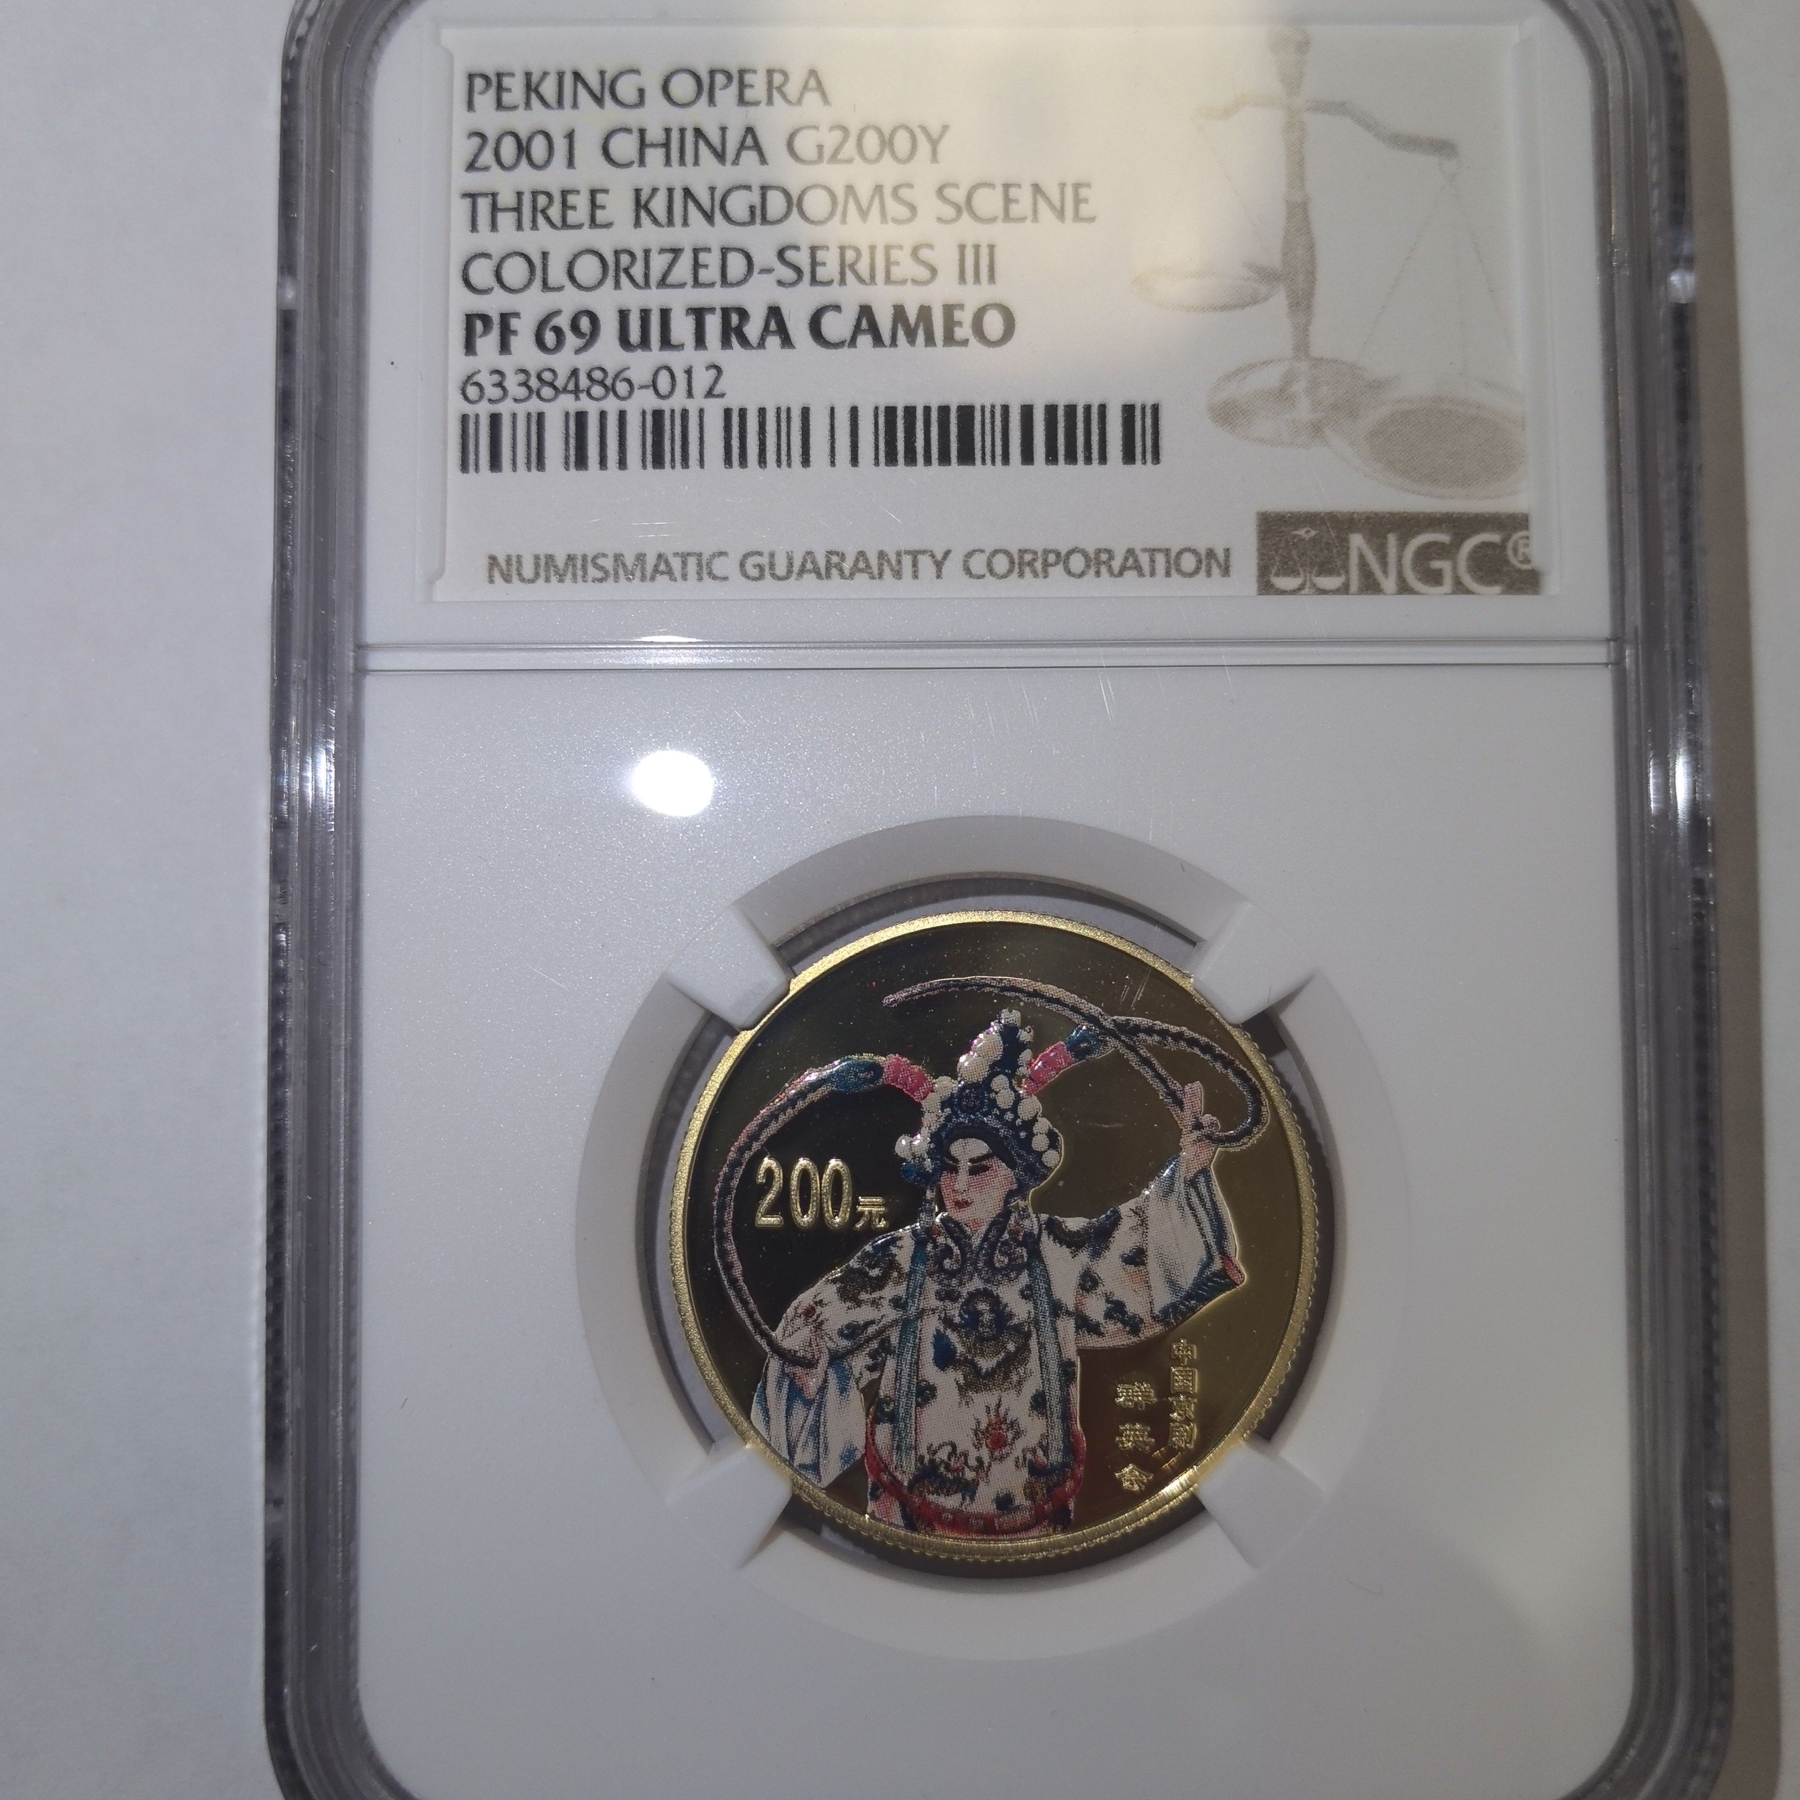 PEKING OPERA
2001 CHINA G200Y
THREE KINGDOMS SCENE
COLORIZED-SERIES III
PF 69 ULTRA CAMEO
6338486-012
NUMISMATIC GUARANTY CORPORATION
NGC®
200元
中国京剧
群英会